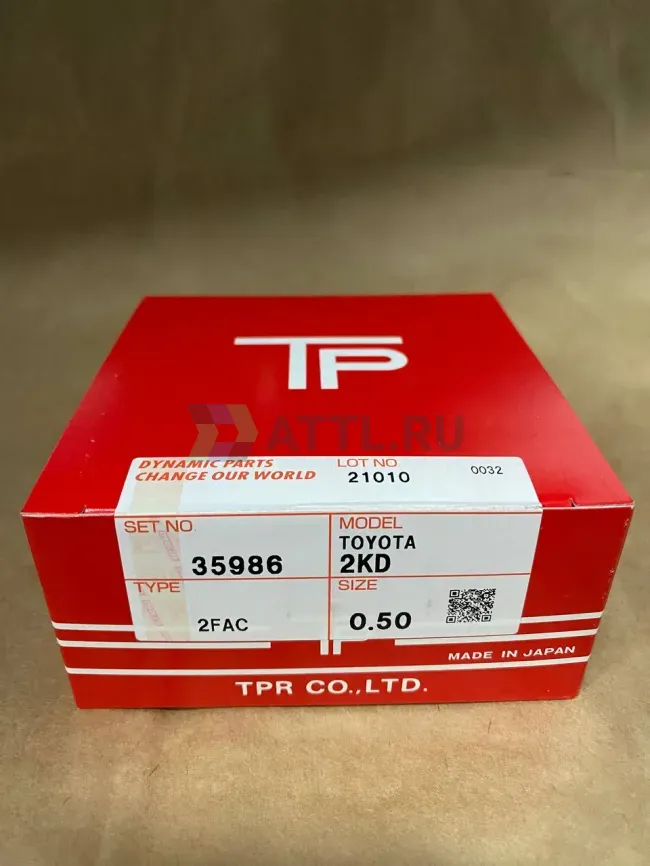 TP
ATTL.RU
DYNAMIC PARTS
CHANGE OUR WORLD
LOT NO
21010
0032
SET NO.
35986
MODEL
TOYOTA
2KD
TYPE
2FAC
SIZE
0.50
MADE IN JAPAN
TPR CO.,LTD.